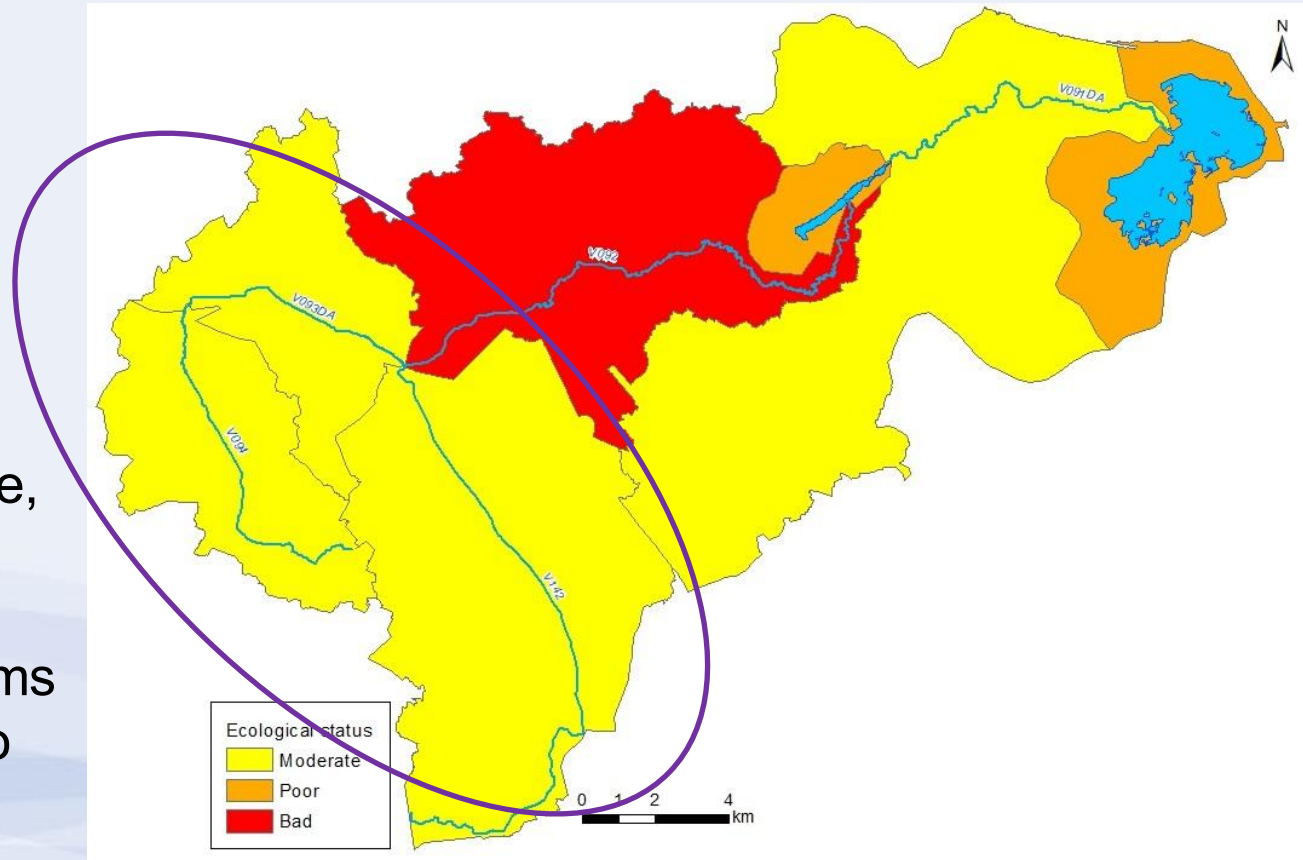 N
V091DA
V092
V093DA
V094
V142
e,
ms
Ecological status
Moderate
Poor
Bad
0 1 2 4
km